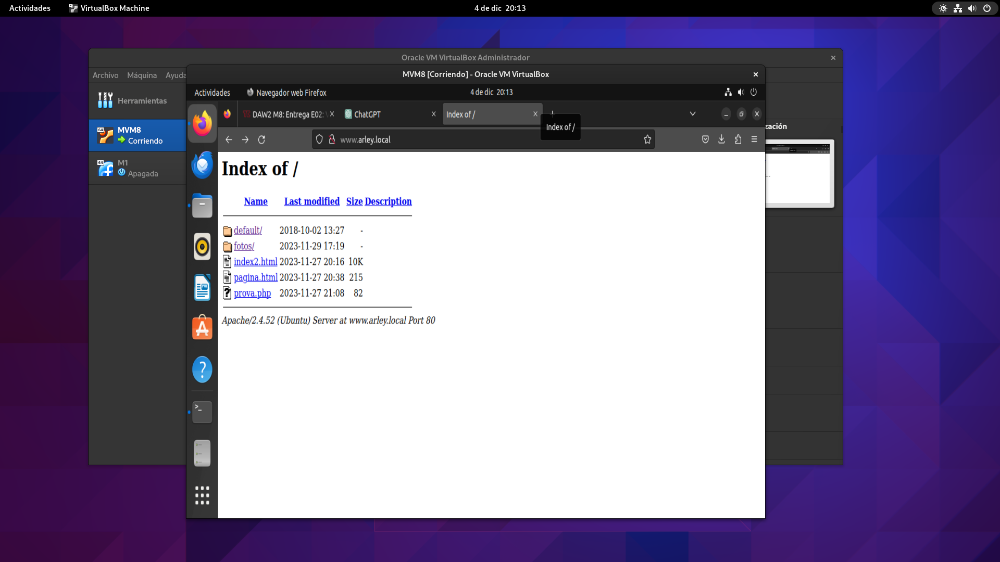 Actividades VirtualBox Machine 4 de dic 20:13
Oracle VM VirtualBox Administrador
Archivo Máquina Ayuda
MVM8 [Corriendo] - Oracle VM VirtualBox
Herramientas
64 MVM8
Corriendo
64 M1
Apagada
zación
Actividades Navegador web Firefox 4 de dic 20:13
DAW2 M8: Entrega E02: ChatGPT Index of /
Index of /
www.arley.local
Index of /
Name Last modified Size Description
default/ 2018-10-02 13:27 -
fotos/ 2023-11-29 17:19 -
index2.html 2023-11-27 20:16 10K
pagina.html 2023-11-27 20:38 215
prova.php 2023-11-27 21:08 82
Apache/2.4.52 (Ubuntu) Server at www.arley.local Port 80